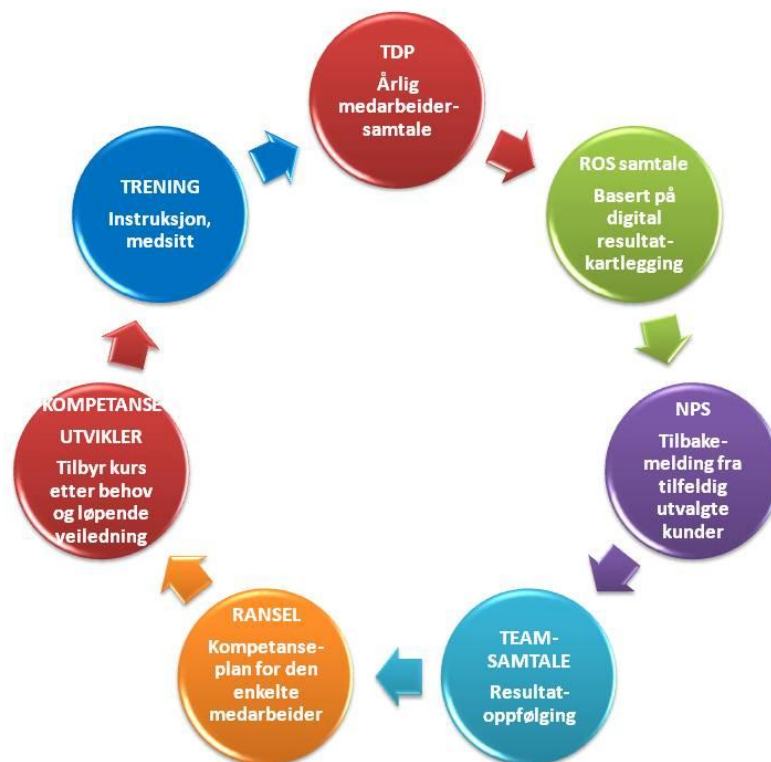 TDP
Årlig
medarbeider-
samtale
ROS samtale
Basert på
digital
resultat-
kartlegging
NPS
Tilbake-
melding fra
tilfeldig
utvalgte
kunder
TEAM-
SAMTALE
Resultat-
oppfølging
RANSEL
Kompetanse-
plan for den
enkelte
medarbeider
KOMPETANSE
UTVIKLER
Tilbyr kurs
etter behov
og løpende
veiledning
TRENING
Instruksjon,
medsitt